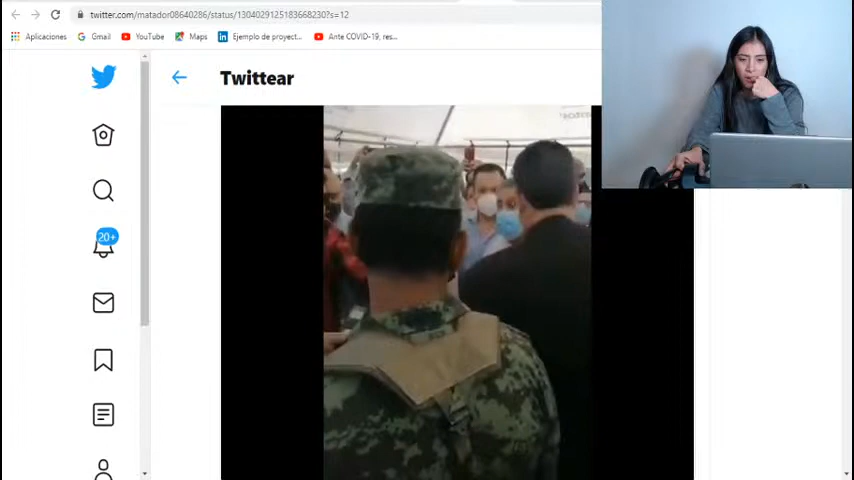 twitter.com/matador08640286/status/1304029125183668230?s=12
Aplicaciones
Gmail
YouTube
Maps
Ejemplo de proyect...
Ante COVID-19, res...
Twittear
20+